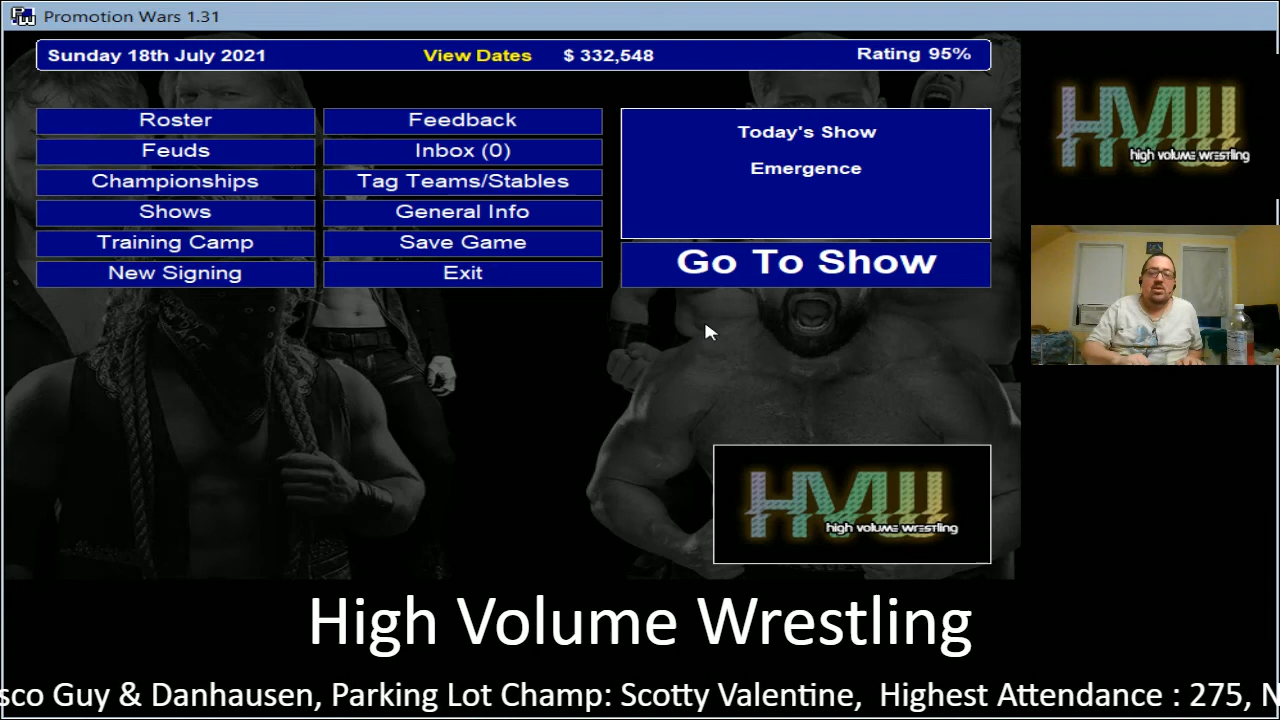 Promotion Wars 1.31
Sunday 18th July 2021 View Dates $ 332,548 Rating 95%
Roster
Feuds
Championships
Shows
Training Camp
New Signing
Feedback
Inbox (0)
Tag Teams/Stables
General Info
Save Game
Exit
Today's Show
Emergence
Go To Show
HVW
high volume wrestling
HVW
high volume wrestling
High Volume Wrestling
sco Guy & Danhausen, Parking Lot Champ: Scotty Valentine, Highest Attendance : 275, N